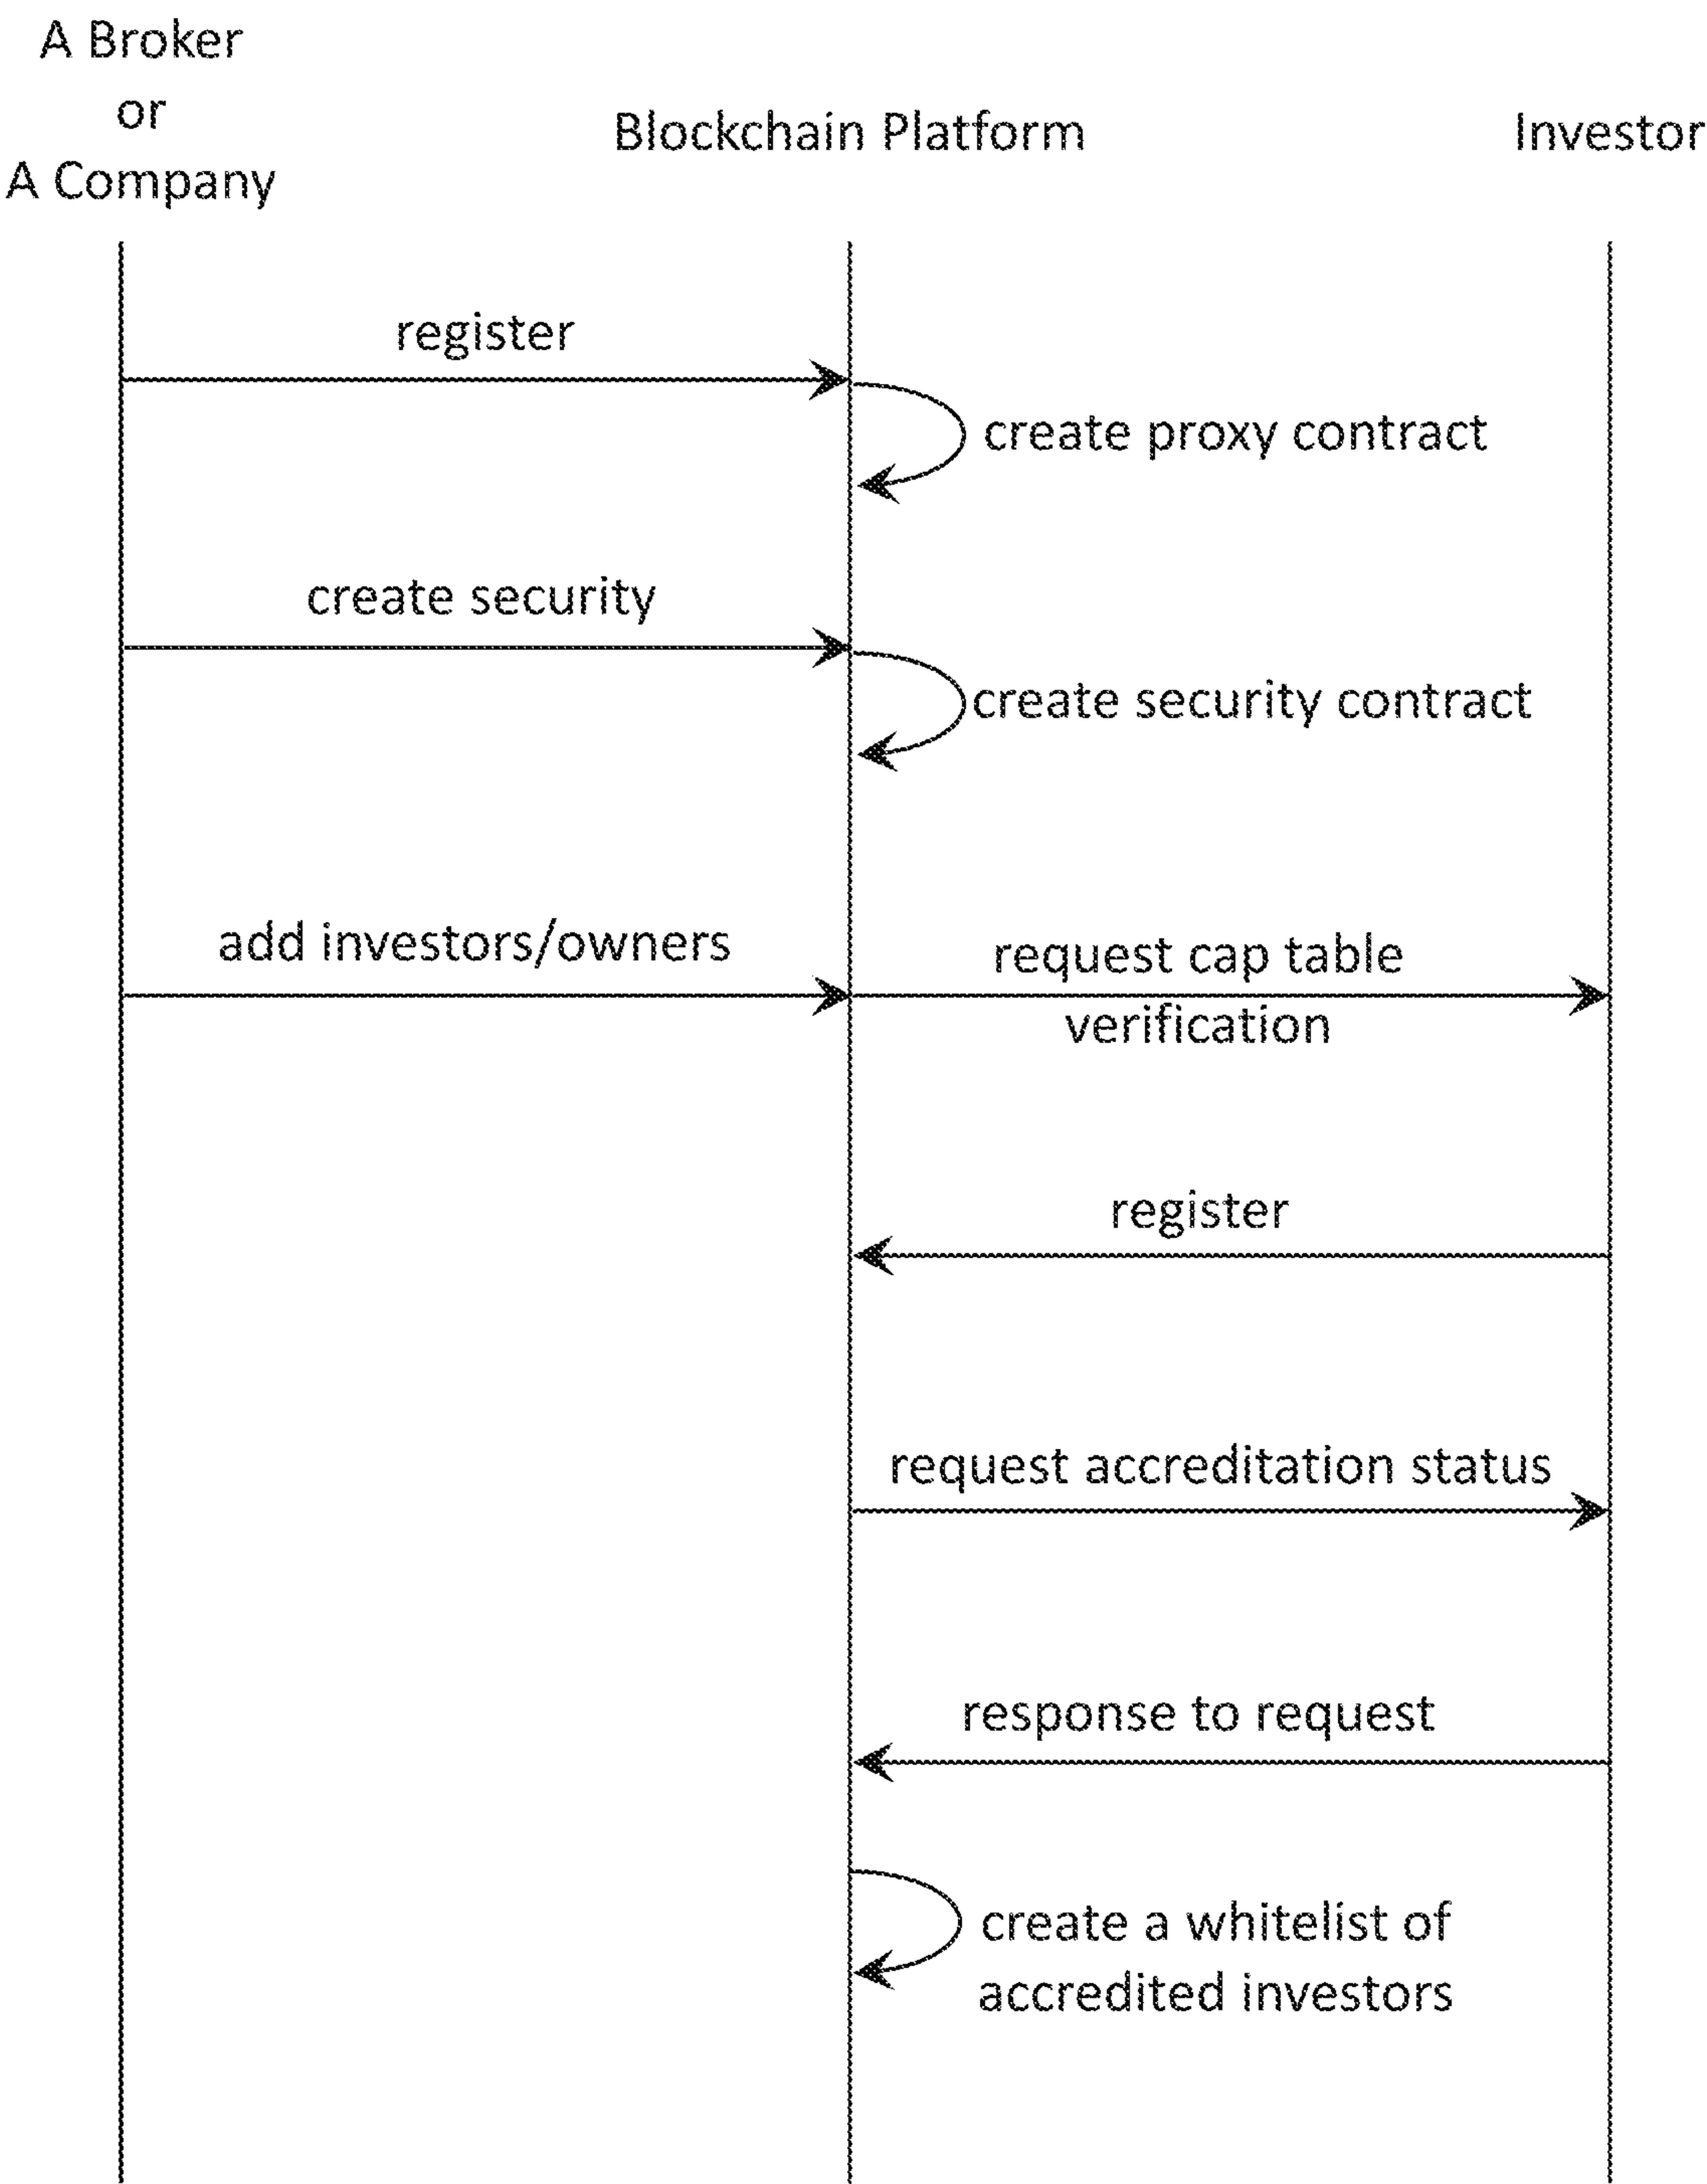 A Broker
or
A Company
Blockchain Platform
Investor
register
create proxy contract
create security
create security contract
add investors/owners
request cap table
verification
register
request accreditation status
response to request
create a whitelist of
accredited investors